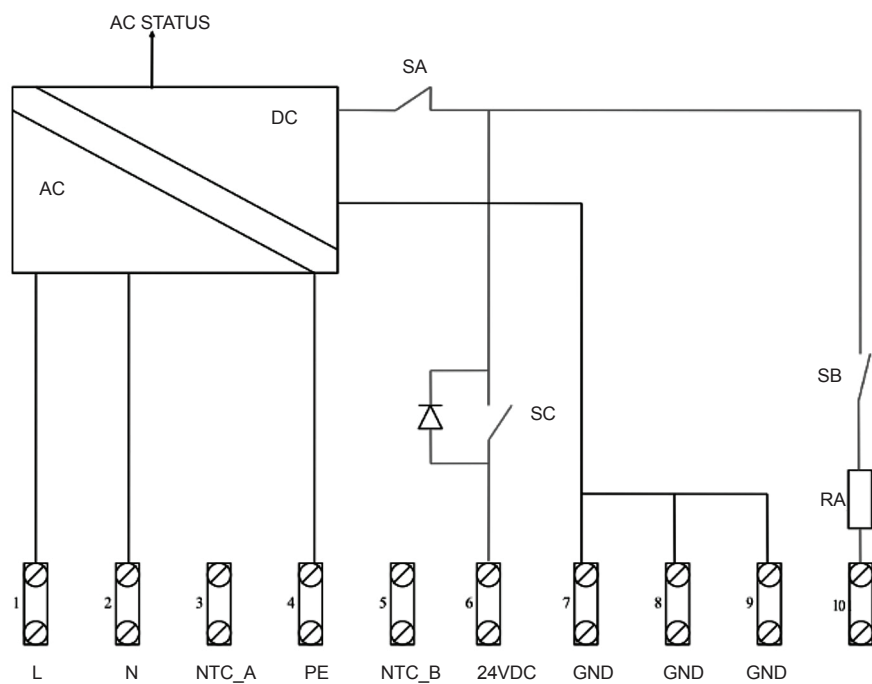 AC STATUS
SA
DC
AC
SB
SC
RA
1
2
3
4
5
6
7
8
9
10
L
N
NTC_A
PE
NTC_B
24VDC
GND
GND
GND